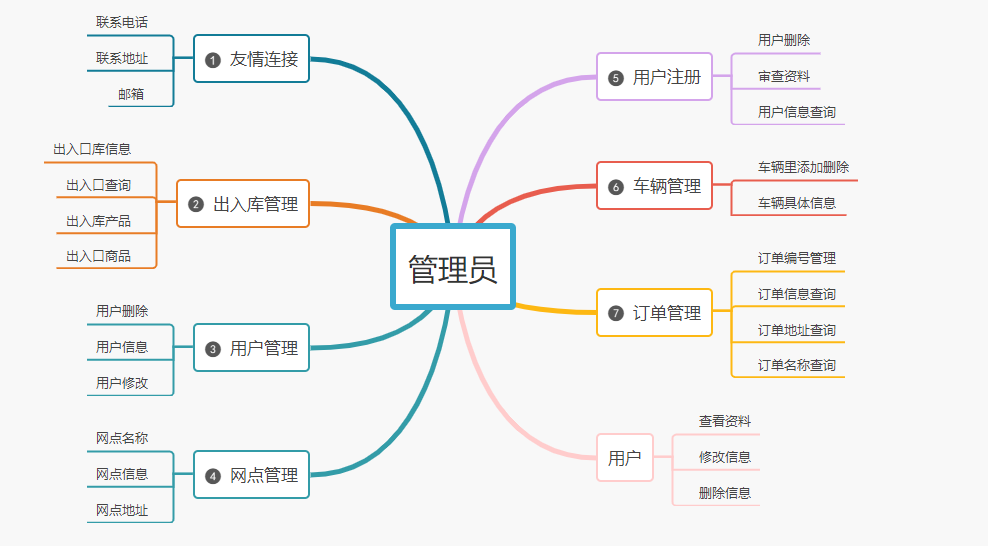 管理员
1 友情连接
联系电话
联系地址
邮箱
2 出入库管理
出入口库信息
出入口查询
出入库产品
出入口商品
3 用户管理
用户删除
用户信息
用户修改
4 网点管理
网点名称
网点信息
网点地址
5 用户注册
用户删除
审查资料
用户信息查询
6 车辆管理
车辆里添加删除
车辆具体信息
7 订单管理
订单编号管理
订单信息查询
订单地址查询
订单名称查询
用户
查看资料
修改信息
删除信息